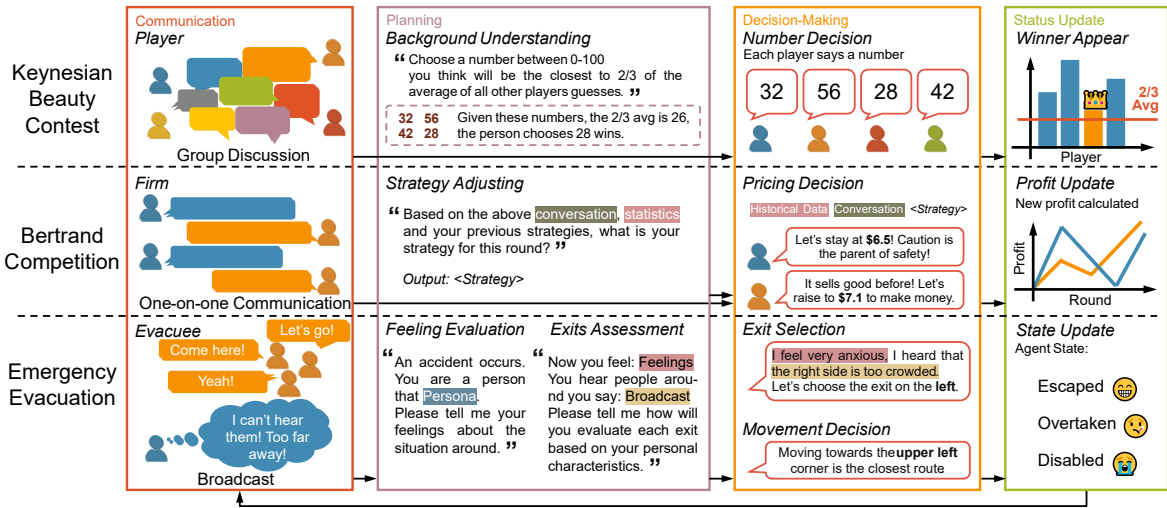 Communication
Planning
Decision-Making
Status Update
Keynesian
Beauty
Contest
Player
Group Discussion
Background Understanding
“ Choose a number between 0-100
you think will be the closest to 2/3 of the
average of all other players guesses. ”
32 56
42 28
Given these numbers, the 2/3 avg is 26,
the person chooses 28 wins.
Number Decision
Each player says a number
32
56
28
42
Winner Appear
2/3
Avg
Player
Bertrand
Competition
Firm
One-on-one Communication
Strategy Adjusting
“ Based on the above conversation, statistics
and your previous strategies, what is your
strategy for this round? ”
Output: <Strategy>
Pricing Decision
Historical Data Conversation <Strategy>
Let’s stay at $6.5! Caution is
the parent of safety!
It sells good before! Let’s
raise to $7.1 to make money.
Profit Update
New profit calculated
Profit
Round
Emergency
Evacuation
Evacuee
Let’s go!
Come here!
Yeah!
I can’t hear
them! Too far
away!
Broadcast
Feeling Evaluation
“ An accident occurs.
You are a person
that Persona.
Please tell me your
feelings about the
situation around. ”
Exits Assessment
“ Now you feel: Feelings
You hear people arou-
nd you say: Broadcast
Please tell me how will
you evaluate each exit
based on your personal
characteristics. ”
Exit Selection
I feel very anxious, I heard that
the right side is too crowded.
Let’s choose the exit on the left.
Movement Decision
Moving towards the upper left
corner is the closest route
State Update
Agent State:
Escaped
Overtaken
Disabled